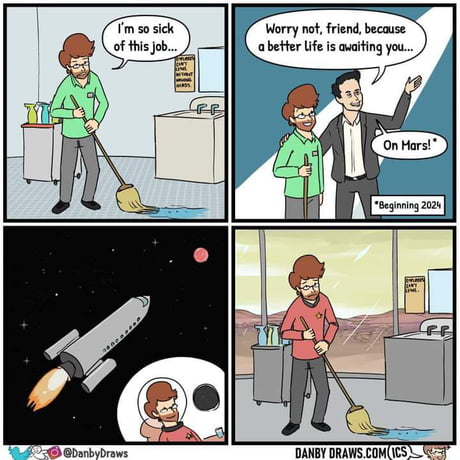 I'm so sick
of this job...
EMPLOYEES
CAN'T
LEAVE
WITHOUT
WASHING
HANDS.
Worry not, friend, because
a better life is awaiting you...
On Mars!*
*Beginning 2024
EMPLOYEES
CAN'T
LEAVE.
@DanbyDraws
DANBY DRAWS.COM(ICS)